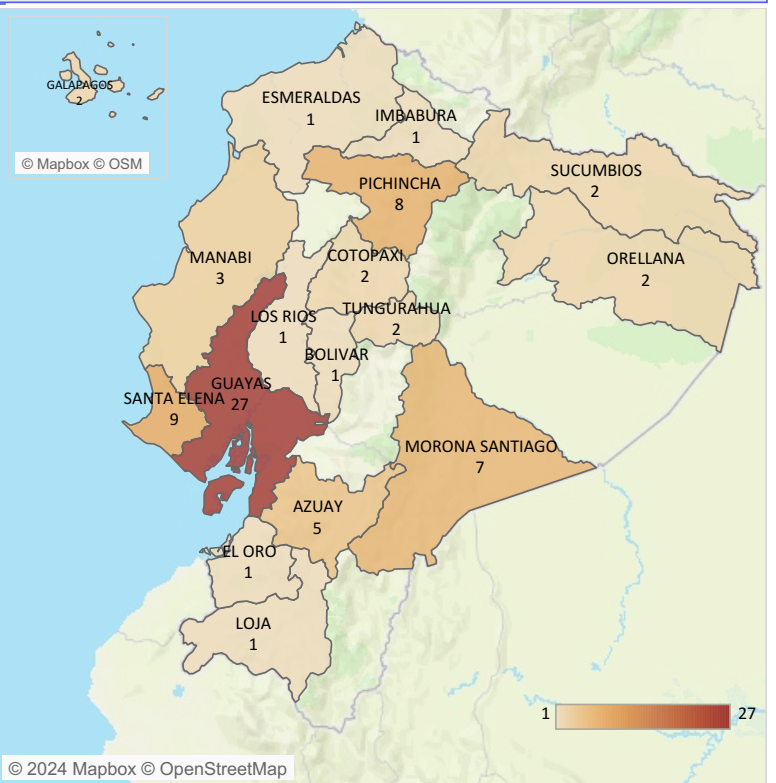 GALAPAGOS
2
© Mapbox © OSM
ESMERALDAS
1
IMBABURA
1
PICHINCHA
8
SUCUMBIOS
2
MANABI
3
COTOPAXI
2
ORELLANA
2
LOS RIOS
1
TUNGURAHUA
2
BOLIVAR
1
GUAYAS
27
SANTA ELENA
9
MORONA SANTIAGO
7
AZUAY
5
EL ORO
1
LOJA
1
1
27
© 2024 Mapbox © OpenStreetMap